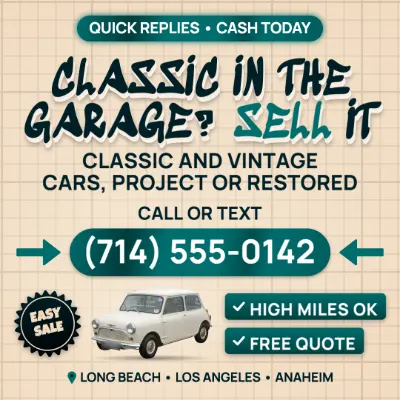 QUICK REPLIES • CASH TODAY
CLASSIC IN THE
GARAGE? SELL IT
CLASSIC AND VINTAGE
CARS, PROJECT OR RESTORED
CALL OR TEXT
(714) 555-0142
EASY
SALE
HIGH MILES OK
FREE QUOTE
LONG BEACH • LOS ANGELES • ANAHEIM